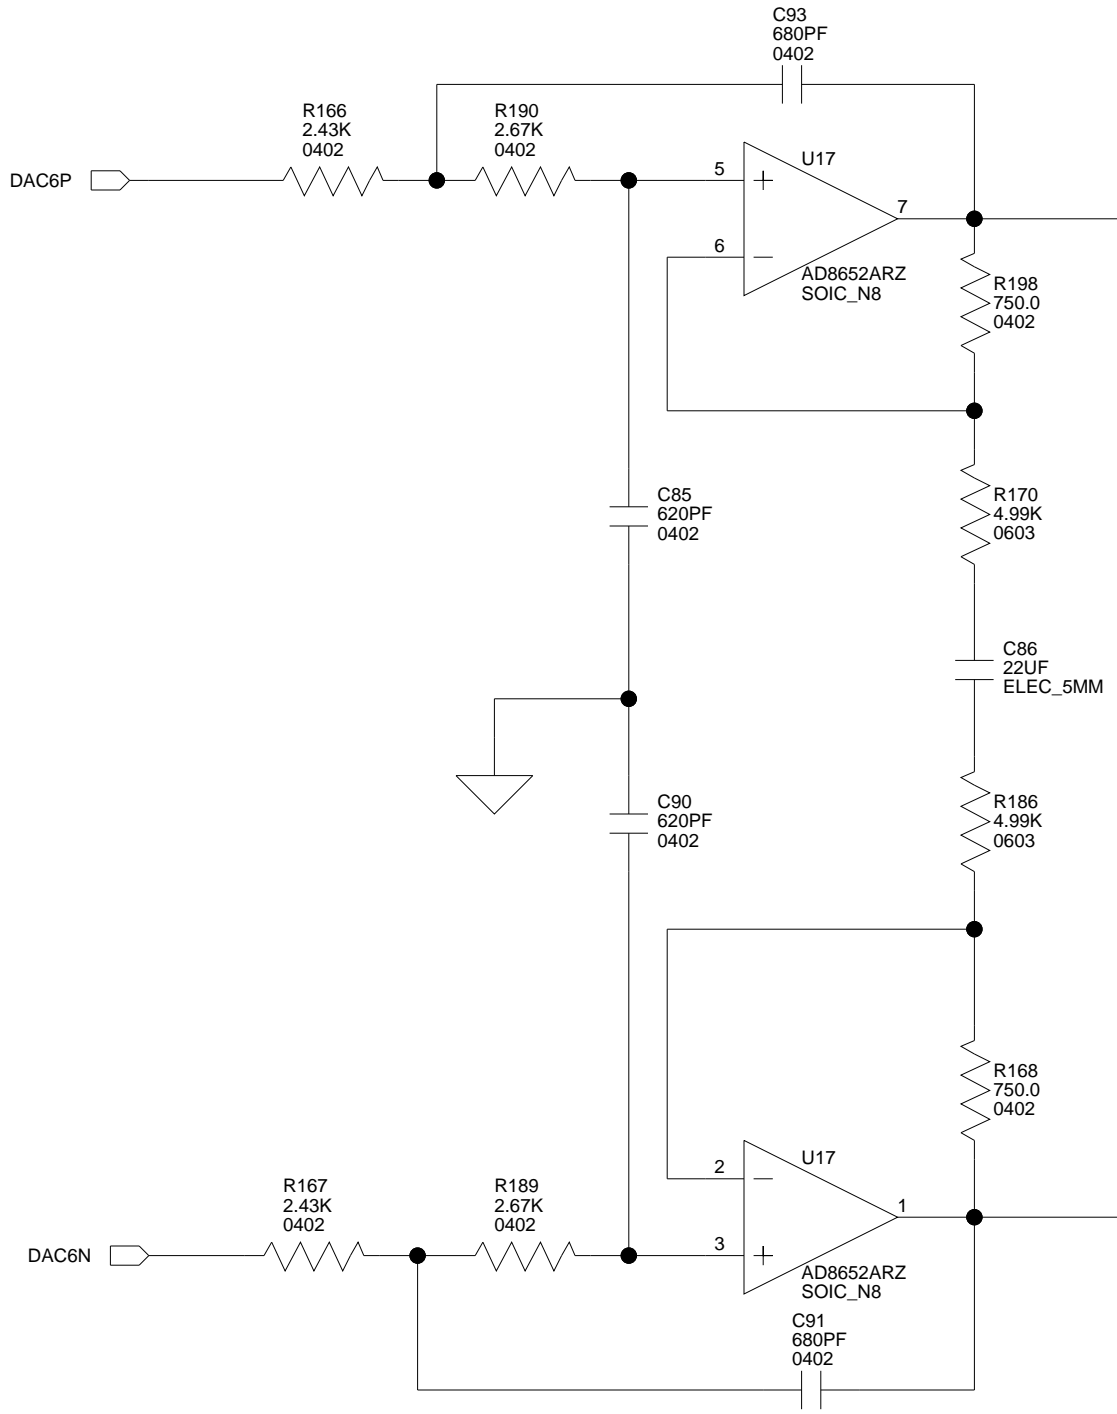 C93
680PF
0402
R166
2.43K
0402
R190
2.67K
0402
U17
DAC6P
5
+
7
6
−
AD8652ARZ
SOIC_N8
R198
750.0
0402
C85
620PF
0402
R170
4.99K
0603
C86
22UF
ELEC_5MM
C90
620PF
0402
R186
4.99K
0603
R168
750.0
0402
U17
2
−
1
R167
2.43K
0402
R189
2.67K
0402
DAC6N
3
+
AD8652ARZ
SOIC_N8
C91
680PF
0402